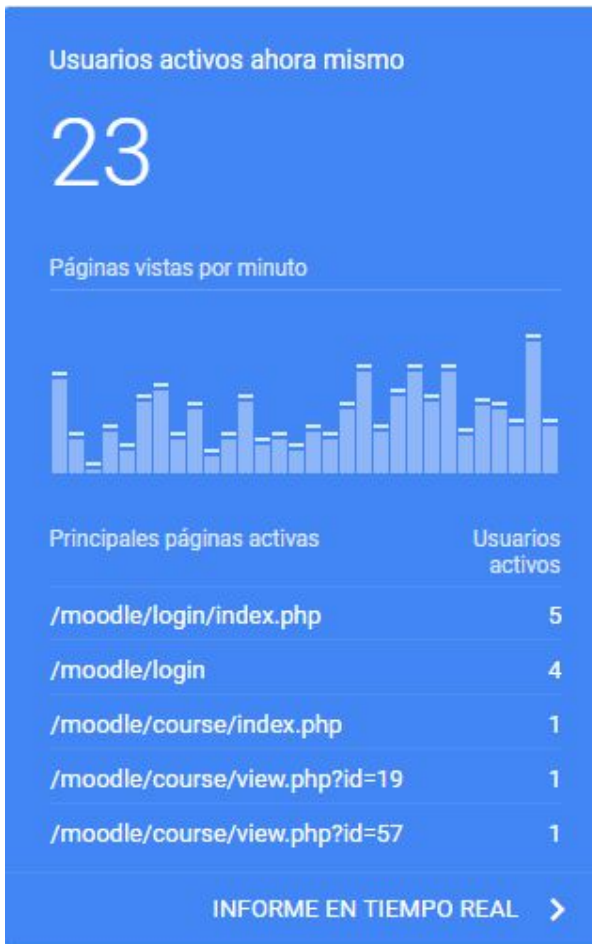 Usuarios activos ahora mismo
23
Páginas vistas por minuto
Principales páginas activas Usuarios
activos
/moodle/login/index.php 5
/moodle/login 4
/moodle/course/index.php 1
/moodle/course/view.php?id=19 1
/moodle/course/view.php?id=57 1
INFORME EN TIEMPO REAL